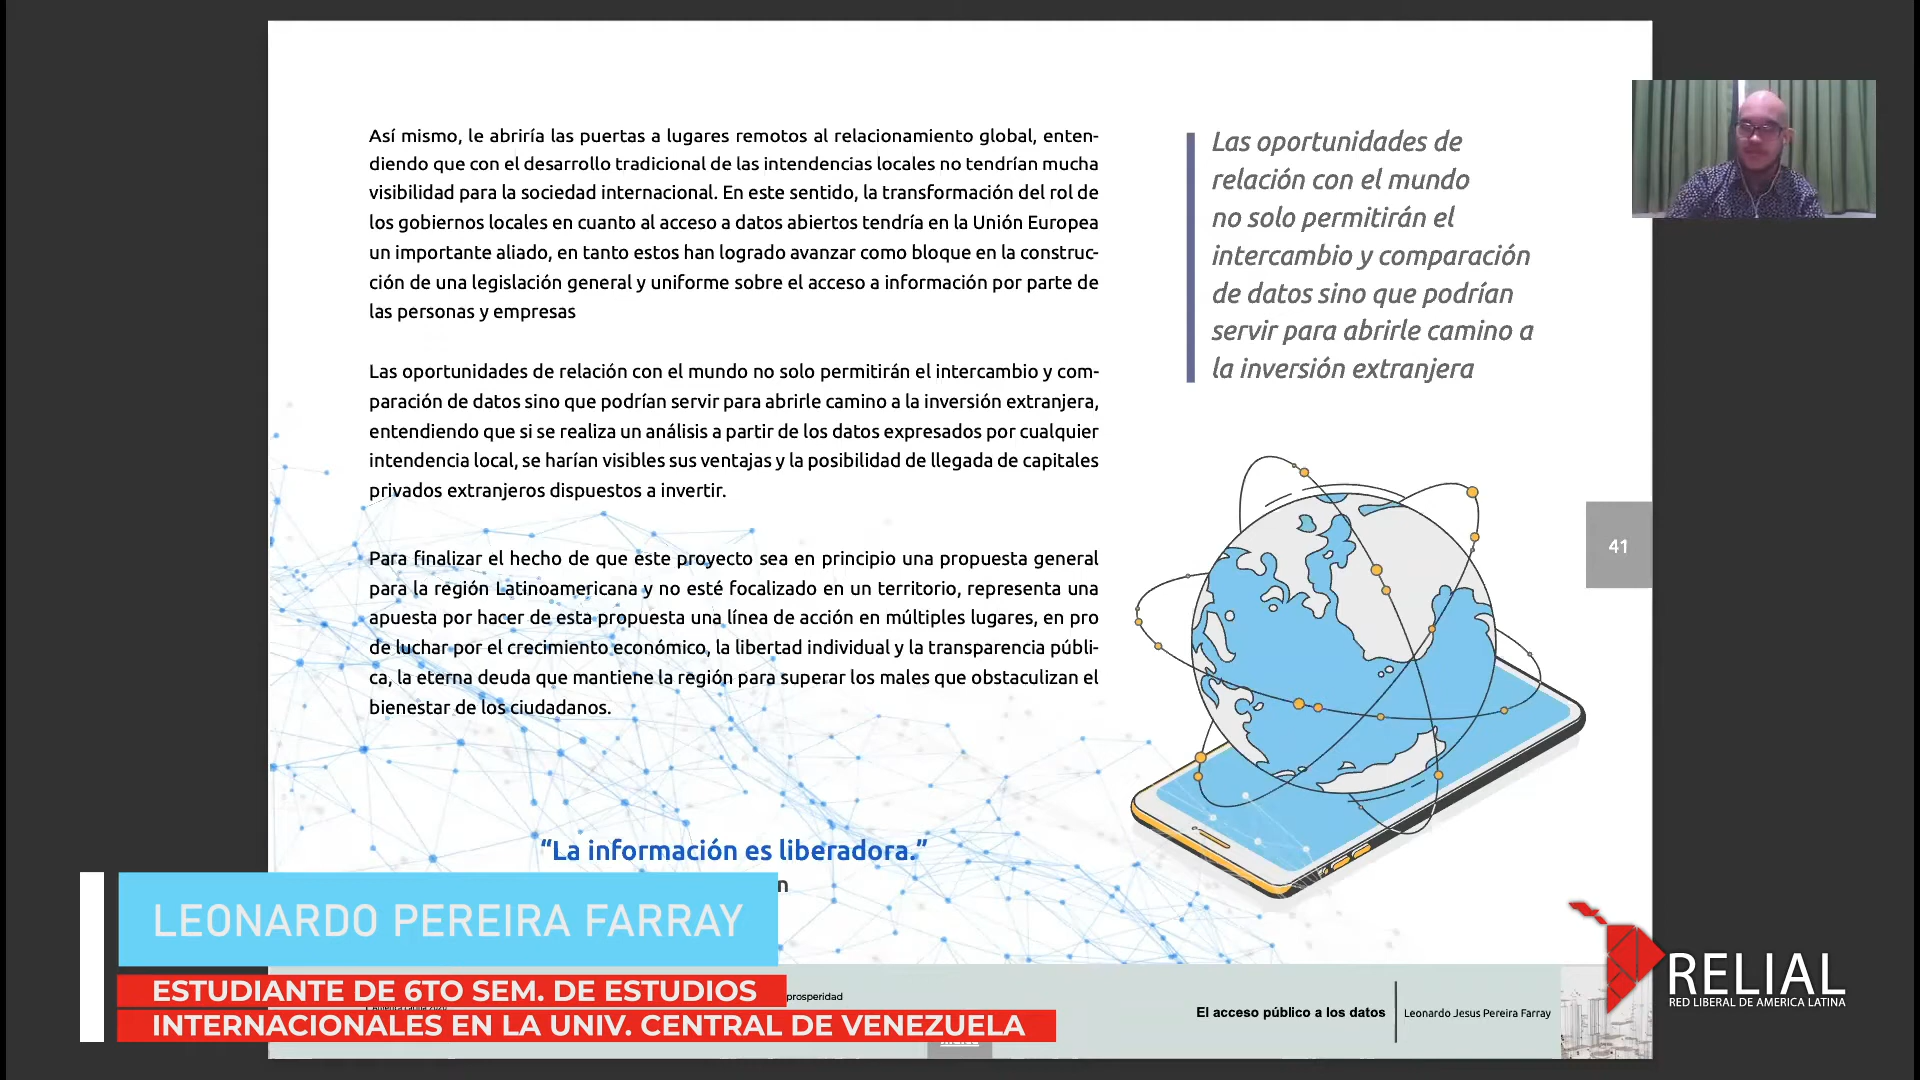 Así mismo, le abriría las puertas a lugares remotos al relacionamiento global, enten-
diendo que con el desarrollo tradicional de las intendencias locales no tendrían mucha
visibilidad para la sociedad internacional. En este sentido, la transformación del rol de
los gobiernos locales en cuanto al acceso a datos abiertos tendría en la Unión Europea
un importante aliado, en tanto estos han logrado avanzar como bloque en la construc-
ción de una legislación general y uniforme sobre el acceso a información por parte de
las personas y empresas
Las oportunidades de relación con el mundo no solo permitirán el intercambio y com-
paración de datos sino que podrían servir para abrirle camino a la inversión extranjera,
entendiendo que si se realiza un análisis a partir de los datos expresados por cualquier
intendencia local, se harían visibles sus ventajas y la posibilidad de llegada de capitales
privados extranjeros dispuestos a invertir.
Para finalizar el hecho de que este proyecto sea en principio una propuesta general
para la región Latinoamericana y no esté focalizado en un territorio, representa una
apuesta por hacer de esta propuesta una línea de acción en múltiples lugares, en pro
de luchar por el crecimiento económico, la libertad individual y la transparencia públi-
ca, la eterna deuda que mantiene la región para superar los males que obstaculizan el
bienestar de los ciudadanos.
“La información es liberadora.”
n
Las oportunidades de
relación con el mundo
no solo permitirán el
intercambio y comparación
de datos sino que podrían
servir para abrirle camino a
la inversión extranjera
41
LEONARDO PEREIRA FARRAY
ESTUDIANTE DE 6TO SEM. DE ESTUDIOS
INTERNACIONALES EN LA UNIV. CENTRAL DE VENEZUELA
prosperidad
El acceso público a los datos
Leonardo Jesus Pereira Farray
RELIAL
RED LIBERAL DE AMERICA LATINA